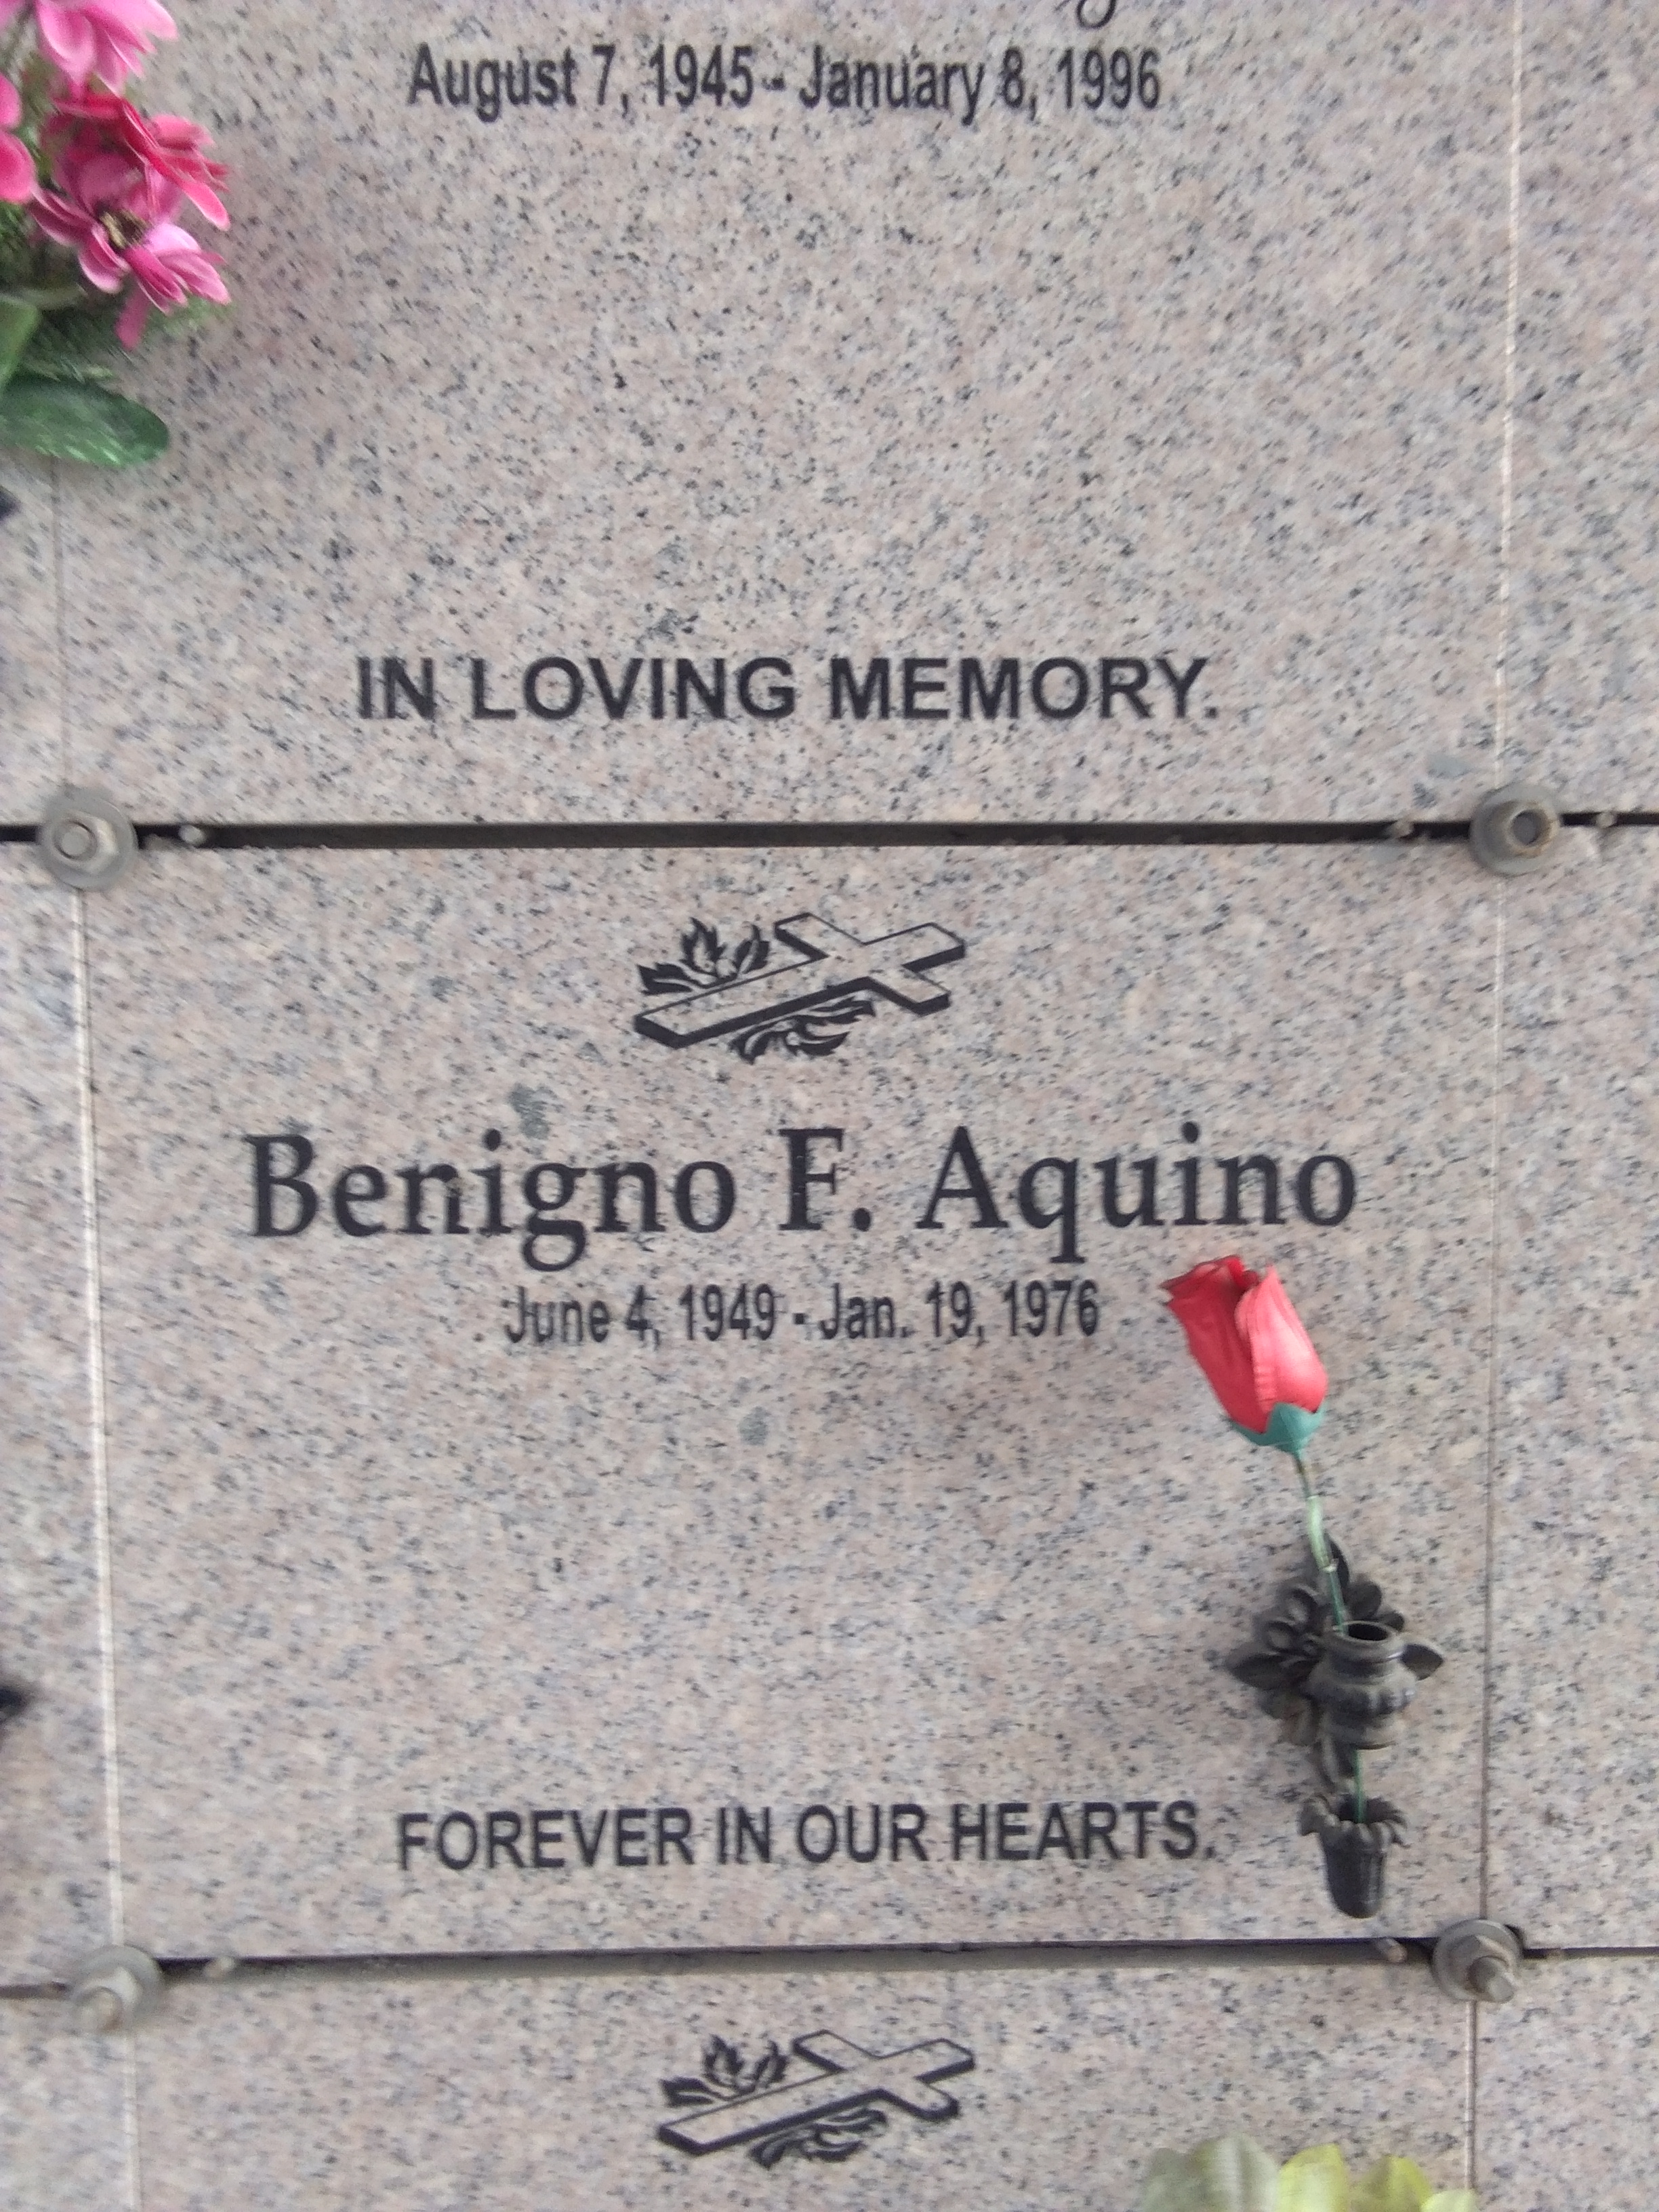 August 7, 1945 - January 8, 1996
IN LOVING MEMORY.
Benigno F. Aquino
June 4, 1949 - Jan. 19, 1976
FOREVER IN OUR HEARTS.